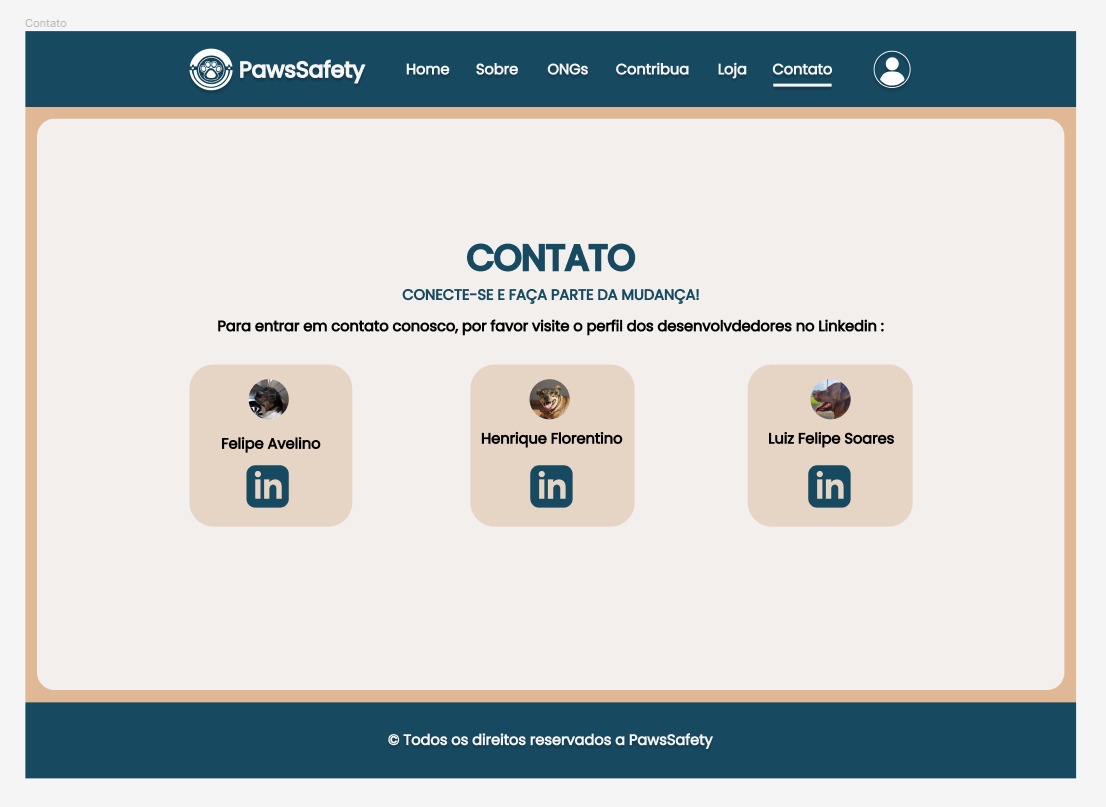 Contato
PawsSafety Home Sobre ONGs Contribua Loja Contato
CONTATO
CONECTE-SE E FAÇA PARTE DA MUDANÇA!
Para entrar em contato conosco, por favor visite o perfil dos desenvolvdedores no Linkedin :
Felipe Avelino
Henrique Florentino
Luiz Felipe Soares
in
in
in
© Todos os direitos reservados a PawsSafety